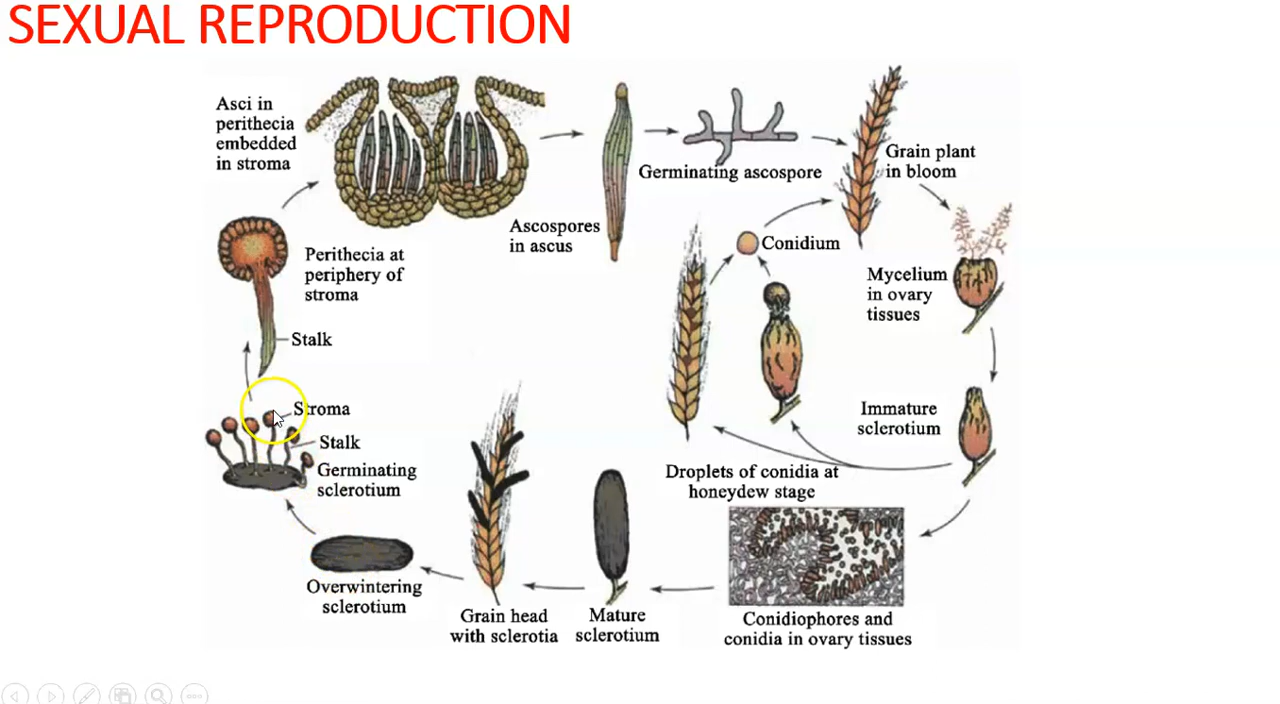 SEXUAL REPRODUCTION
Asci in
perithecia
embedded
in stroma
Ascospores
in ascus
Germinating ascospore
Grain plant
in bloom
Conidium
Mycelium
in ovary
tissues
Perithecia at
periphery of
stroma
Stalk
Stroma
Stalk
Germinating
sclerotium
Immature
sclerotium
Droplets of conidia at
honeydew stage
Overwintering
sclerotium
Grain head
with sclerotia
Mature
sclerotium
Conidiophores and
conidia in ovary tissues